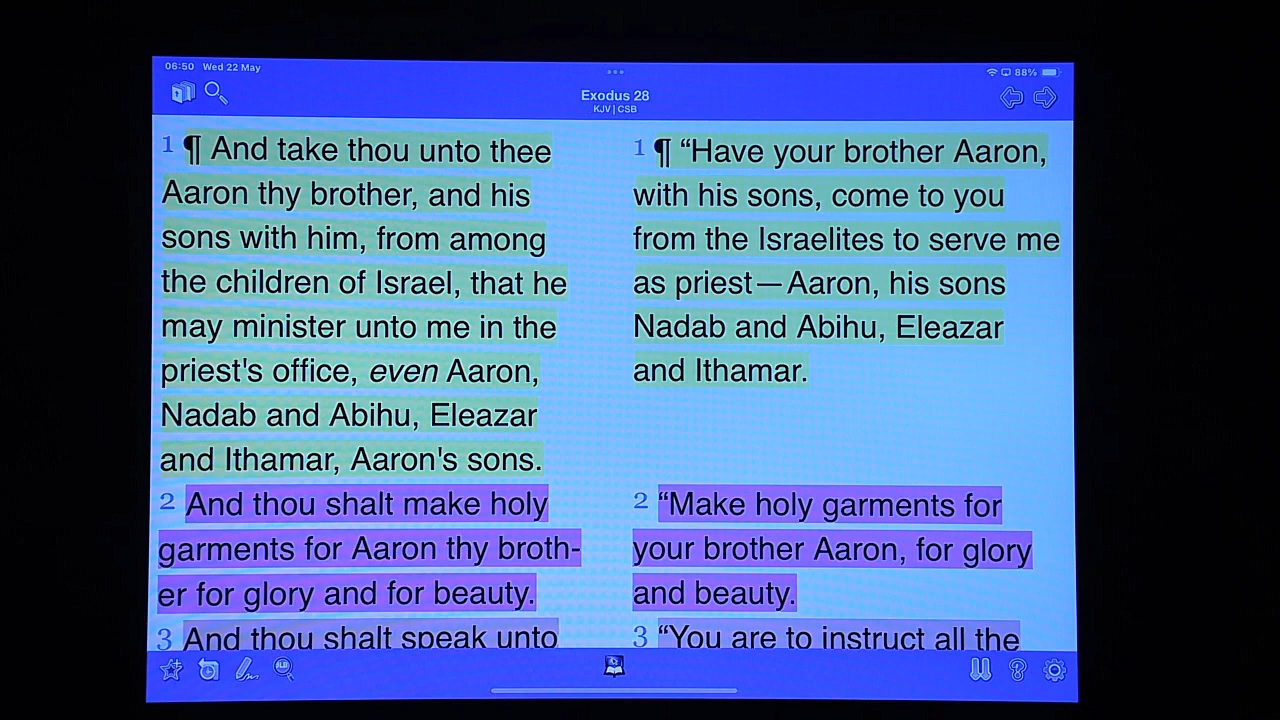 06:50 Wed 22 May
88%
Exodus 28
KJV | CSB
1 ¶ And take thou unto thee
Aaron thy brother, and his
sons with him, from among
the children of Israel, that he
may minister unto me in the
priest's office, even Aaron,
Nadab and Abihu, Eleazar
and Ithamar, Aaron's sons.
2 And thou shalt make holy
garments for Aaron thy broth-
er for glory and for beauty.
3 And thou shalt speak unto
1 ¶ “Have your brother Aaron,
with his sons, come to you
from the Israelites to serve me
as priest—Aaron, his sons
Nadab and Abihu, Eleazar
and Ithamar.
2 “Make holy garments for
your brother Aaron, for glory
and beauty.
3 “You are to instruct all the